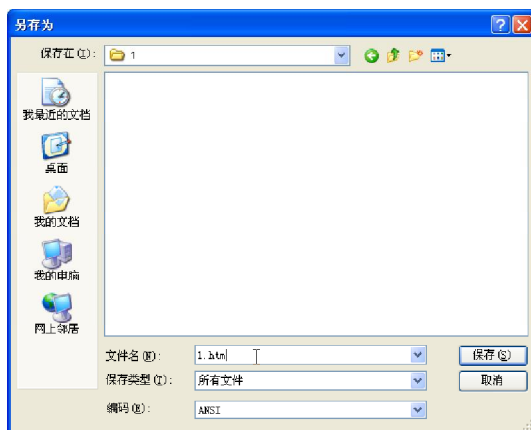 另存为
保存在(I):
1
我最近的文档
桌面
我的文档
我的电脑
网上邻居
文件名(N):
1.htm
保存(S)
保存类型(T):
所有文件
取消
编码(E):
ANSI